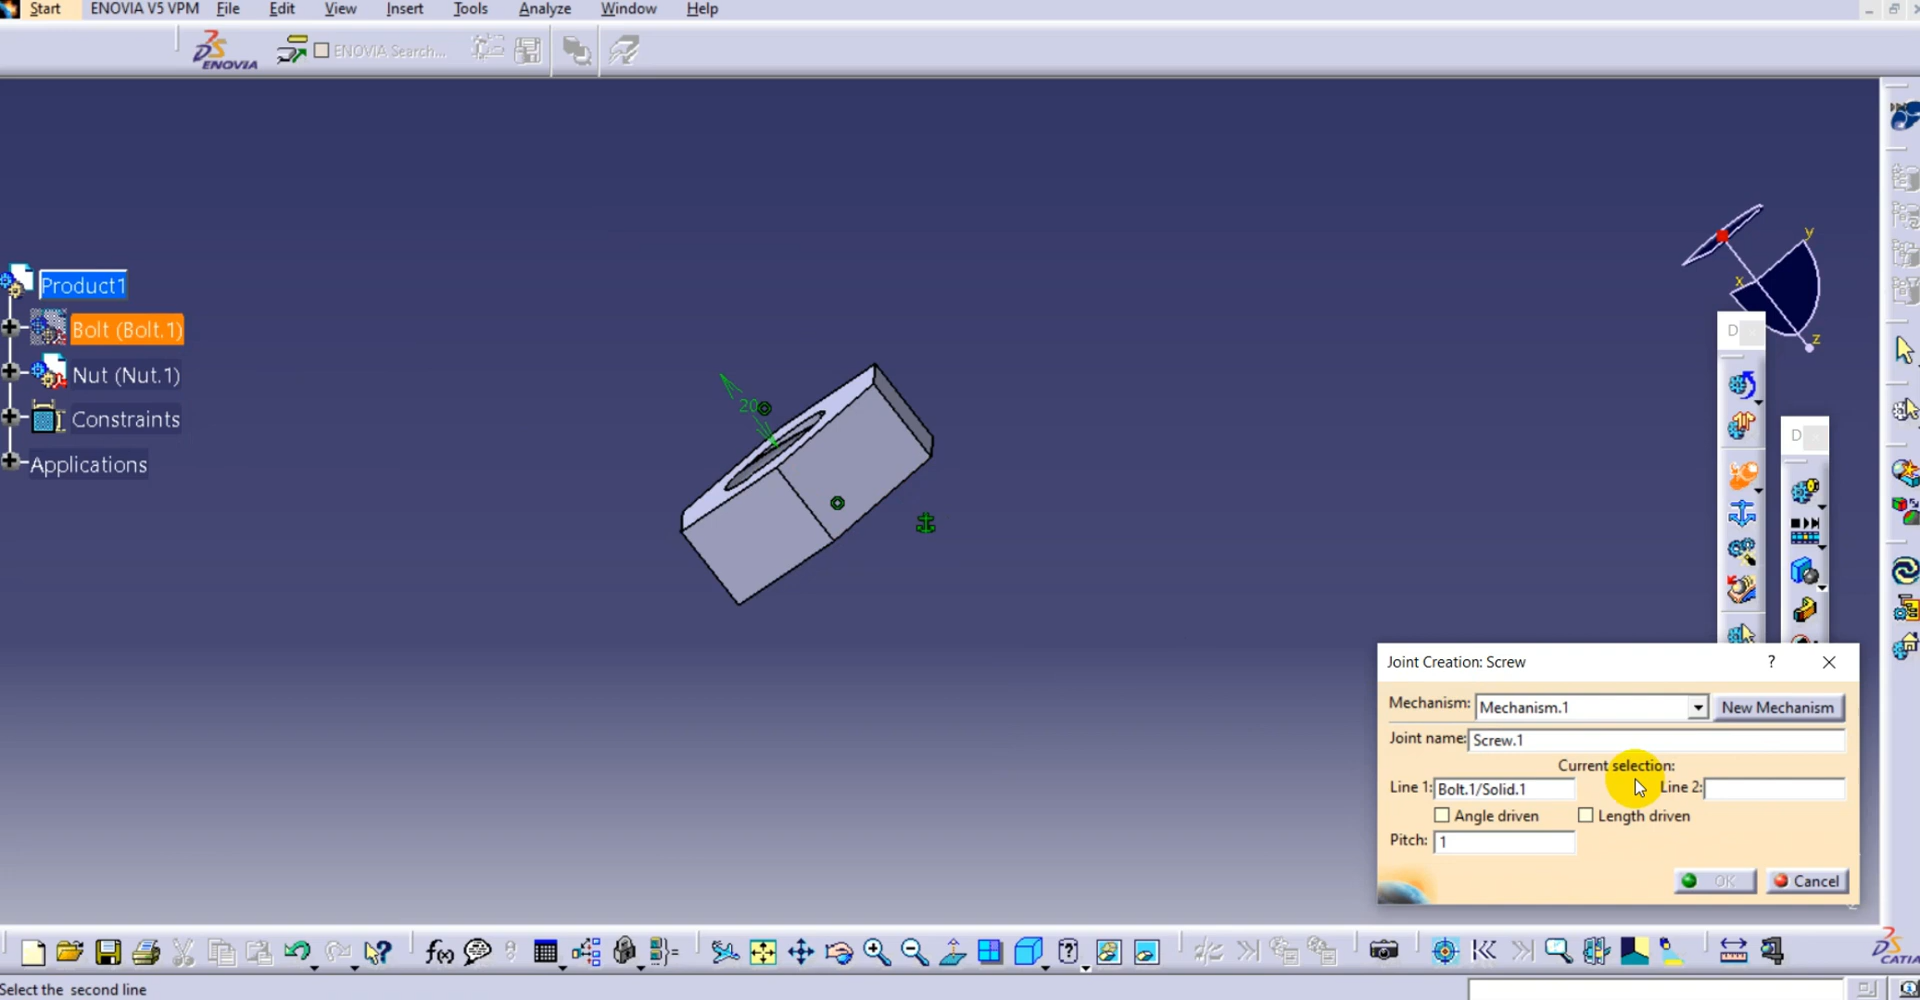 Start ENOVIA V5 VPM File Edit View Insert Tools Analyze Window Help
ENOVIA ENOVIA Search...
Product1
Bolt (Bolt.1)
Nut (Nut.1)
Constraints
Applications
20
y
x
z
D
D
Joint Creation: Screw ?
Mechanism: Mechanism.1 New Mechanism
Joint name: Screw.1
Current selection:
Line 1: Bolt.1/Solid.1 Line 2:
Angle driven Length driven
Pitch: 1
OK Cancel
f(x)
CATIA
Select the second line